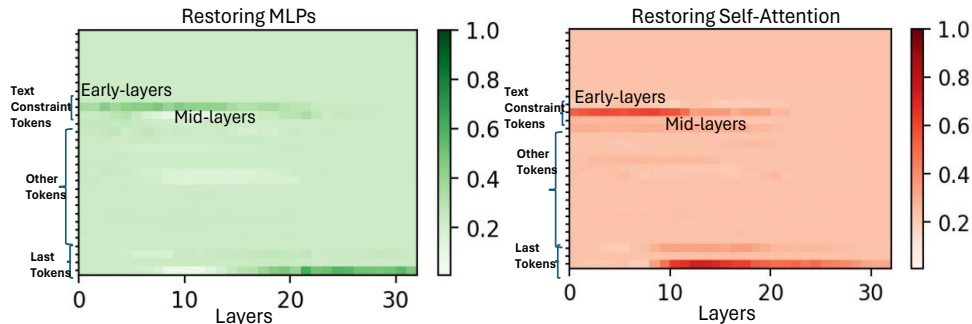 Restoring MLPs
Text
Constraint
Tokens
Early-layers
Mid-layers
Other
Tokens
Last
Tokens
0 10 20 30
Layers
1.0
0.8
0.6
0.4
0.2
Restoring Self-Attention
Text
Constraint
Tokens
Early-layers
Mid-layers
Other
Tokens
Last
Tokens
0 10 20 30
Layers
1.0
0.8
0.6
0.4
0.2